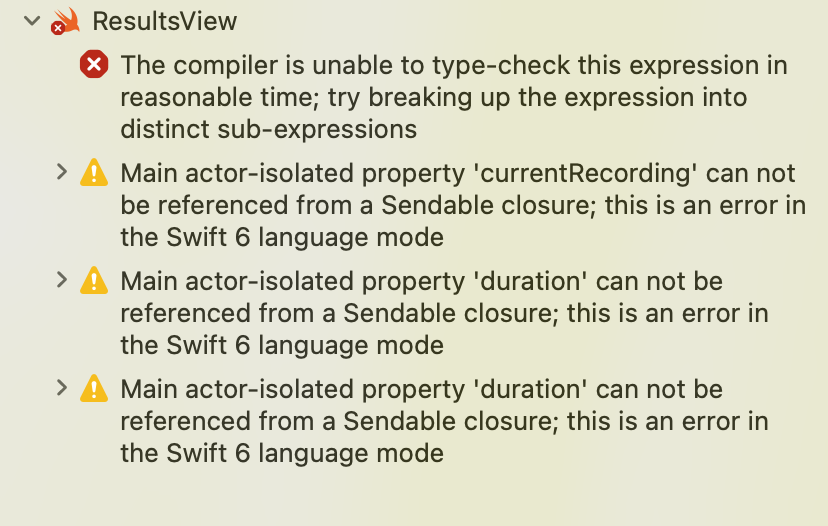 ResultsView
The compiler is unable to type-check this expression in
reasonable time; try breaking up the expression into
distinct sub-expressions
Main actor-isolated property 'currentRecording' can not
be referenced from a Sendable closure; this is an error in
the Swift 6 language mode
Main actor-isolated property 'duration' can not be
referenced from a Sendable closure; this is an error in
the Swift 6 language mode
Main actor-isolated property 'duration' can not be
referenced from a Sendable closure; this is an error in
the Swift 6 language mode